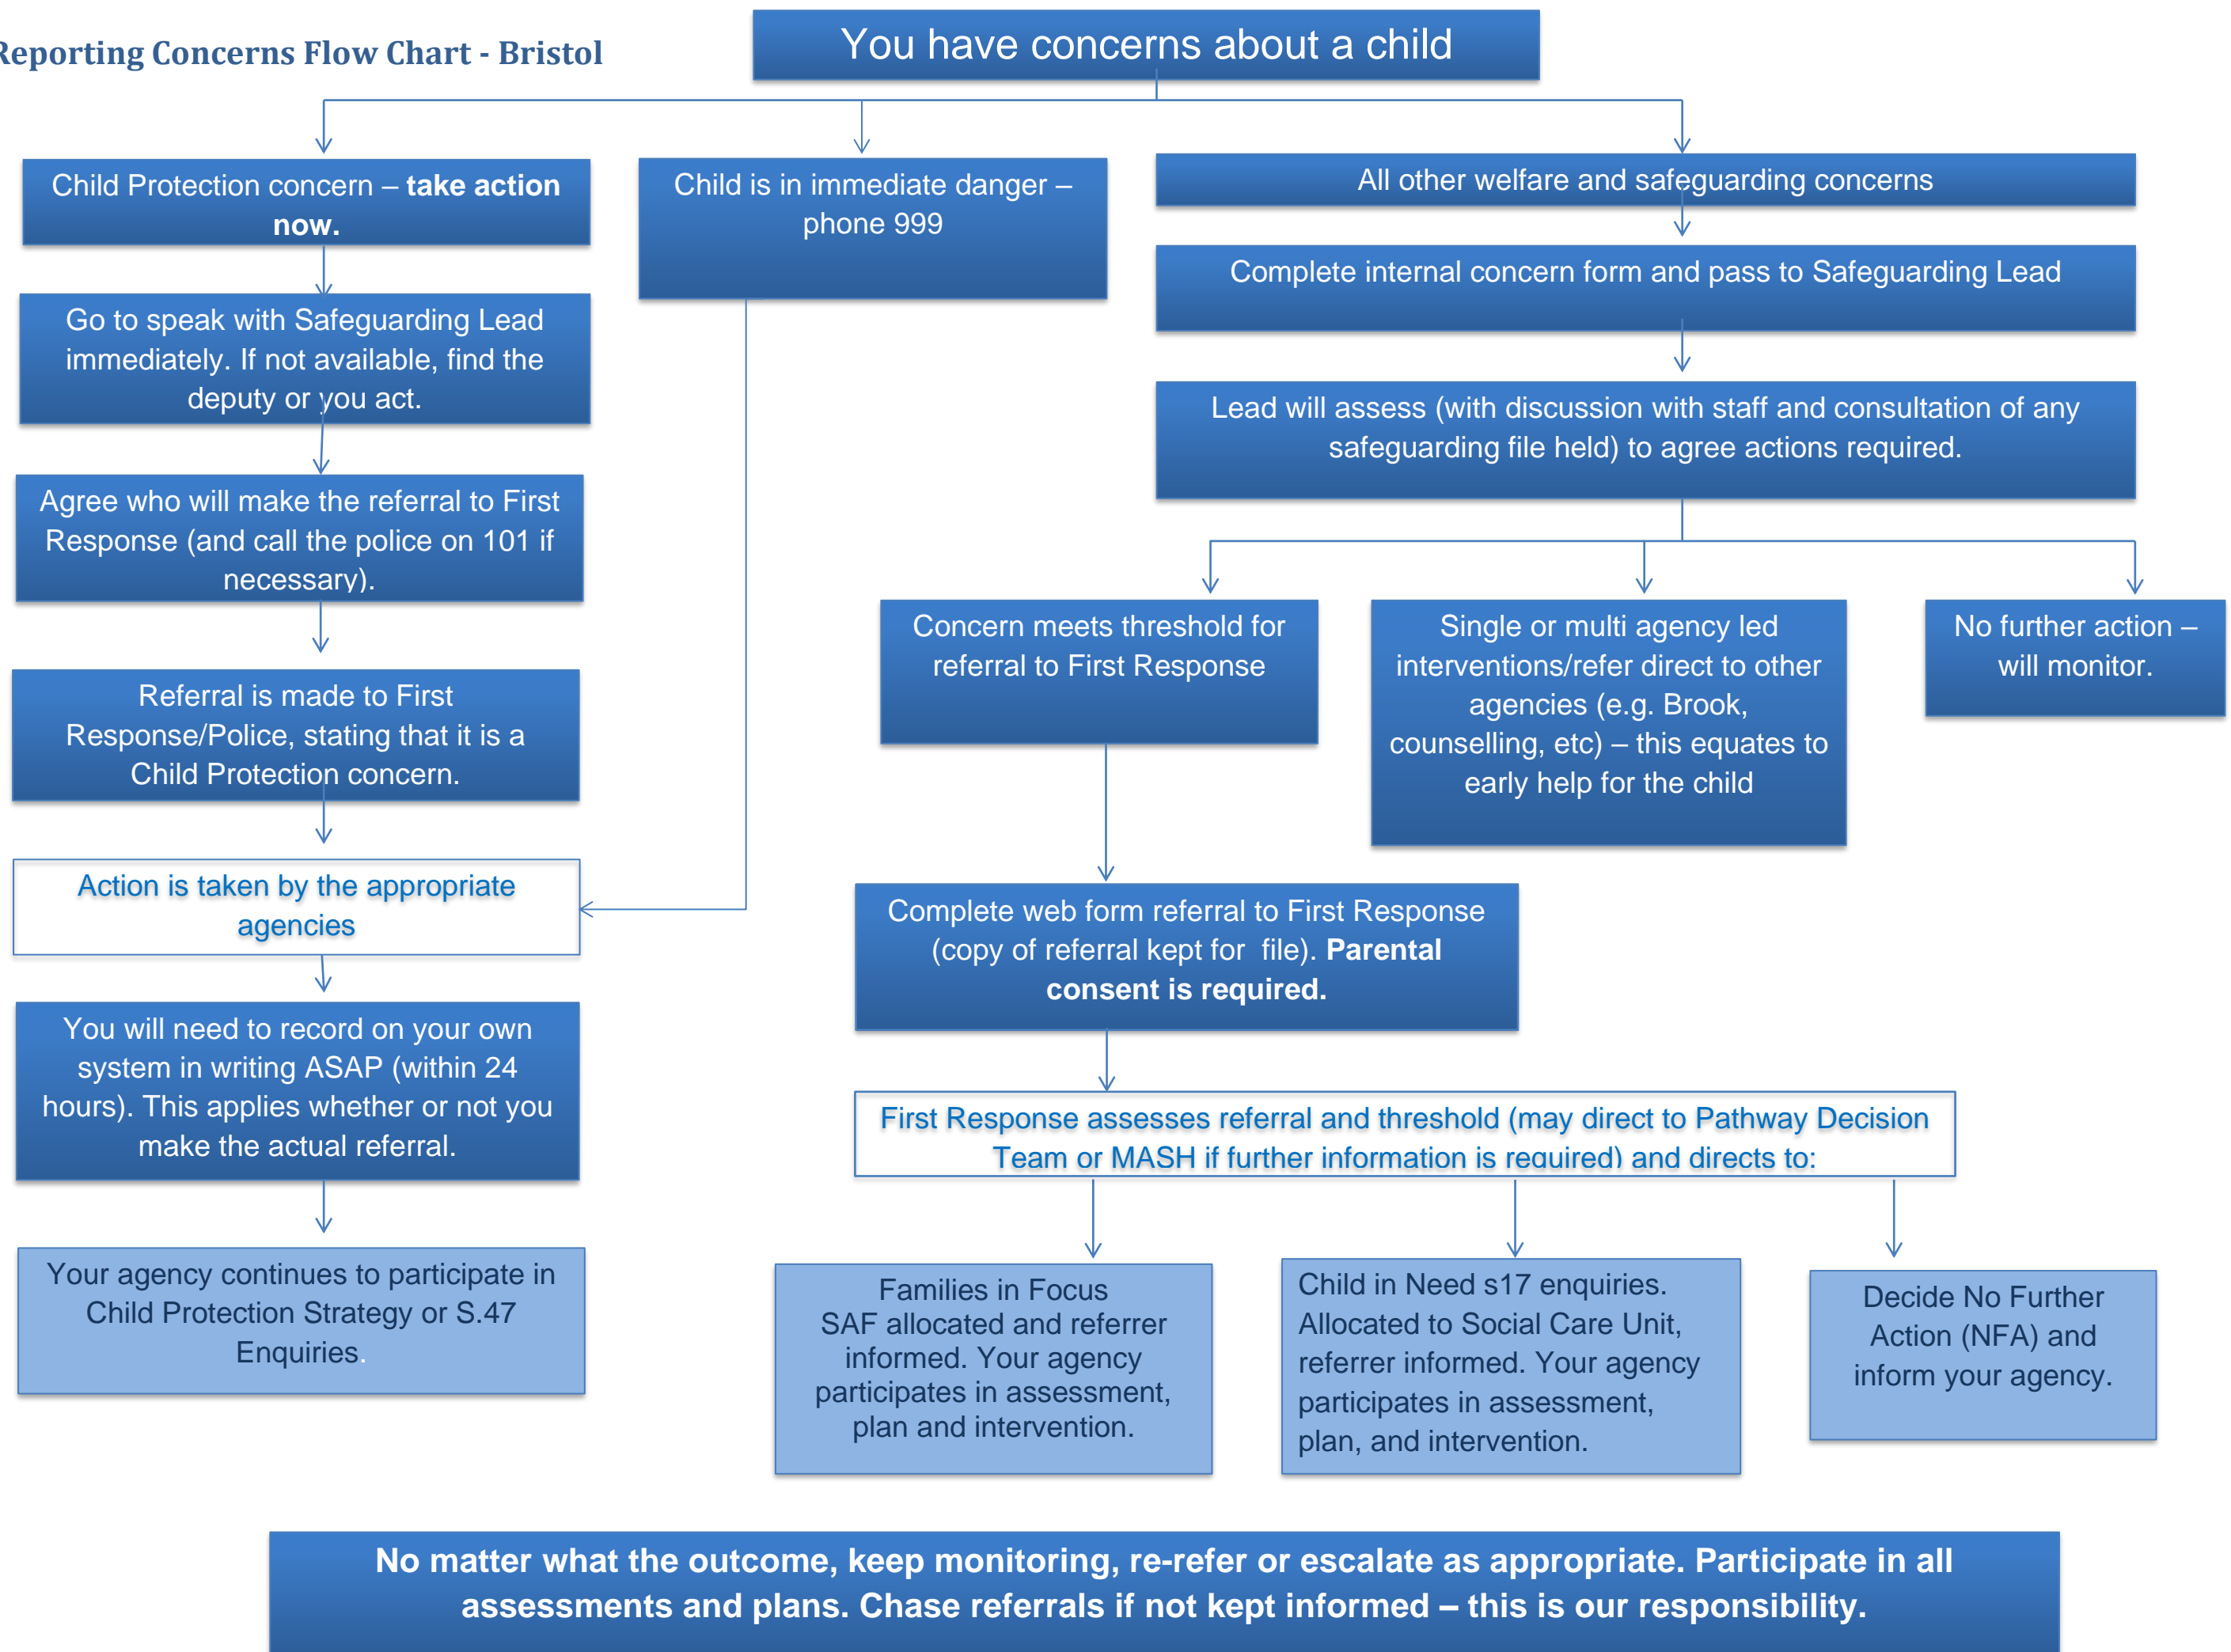 Reporting Concerns Flow Chart - Bristol
You have concerns about a child
Child Protection concern – take action
now.
Go to speak with Safeguarding Lead
immediately. If not available, find the
deputy or you act.
Agree who will make the referral to First
Response (and call the police on 101 if
necessary).
Referral is made to First
Response/Police, stating that it is a
Child Protection concern.
Action is taken by the appropriate
agencies
You will need to record on your own
system in writing ASAP (within 24
hours). This applies whether or not you
make the actual referral.
Your agency continues to participate in
Child Protection Strategy or S.47
Enquiries.
Child is in immediate danger –
phone 999
All other welfare and safeguarding concerns
Complete internal concern form and pass to Safeguarding Lead
Lead will assess (with discussion with staff and consultation of any
safeguarding file held) to agree actions required.
Concern meets threshold for
referral to First Response
Single or multi agency led
interventions/refer direct to other
agencies (e.g. Brook,
counselling, etc) – this equates to
early help for the child
No further action –
will monitor.
Complete web form referral to First Response
(copy of referral kept for file). Parental
consent is required.
First Response assesses referral and threshold (may direct to Pathway Decision
Team or MASH if further information is required) and directs to:
Families in Focus
SAF allocated and referrer
informed. Your agency
participates in assessment,
plan and intervention.
Child in Need s17 enquiries.
Allocated to Social Care Unit,
referrer informed. Your agency
participates in assessment,
plan, and intervention.
Decide No Further
Action (NFA) and
inform your agency.
No matter what the outcome, keep monitoring, re-refer or escalate as appropriate. Participate in all
assessments and plans. Chase referrals if not kept informed – this is our responsibility.